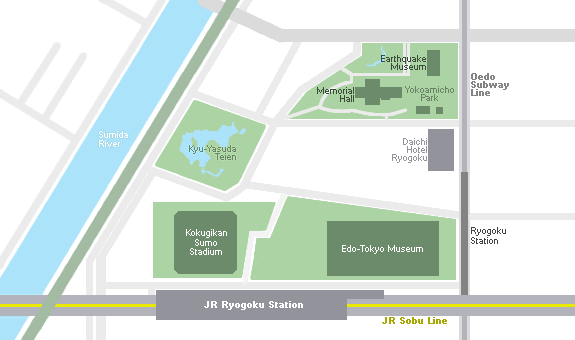 Earthquake
Museum
Memorial
Hall
Yokoamicho
Park
Oedo
Subway
Line
Sumida
River
Kyu-Yasuda
Teien
Daichi
Hotel
Ryogoku
Kokugikan
Sumo
Stadium
Edo-Tokyo Museum
Ryogoku
Station
JR Ryogoku Station
JR Sobu Line